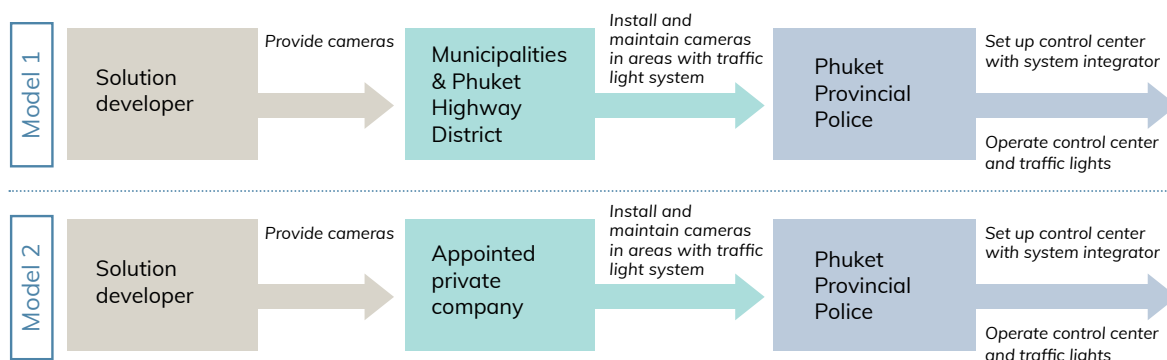 Model 1
Solution
developer
Provide cameras
Municipalities
& Phuket
Highway
District
Install and
maintain cameras
in areas with traffic
light system
Phuket
Provincial
Police
Set up control center
with system integrator
Operate control center
and traffic lights
Model 2
Solution
developer
Provide cameras
Appointed
private
company
Install and
maintain cameras
in areas with traffic
light system
Phuket
Provincial
Police
Set up control center
with system integrator
Operate control center
and traffic lights